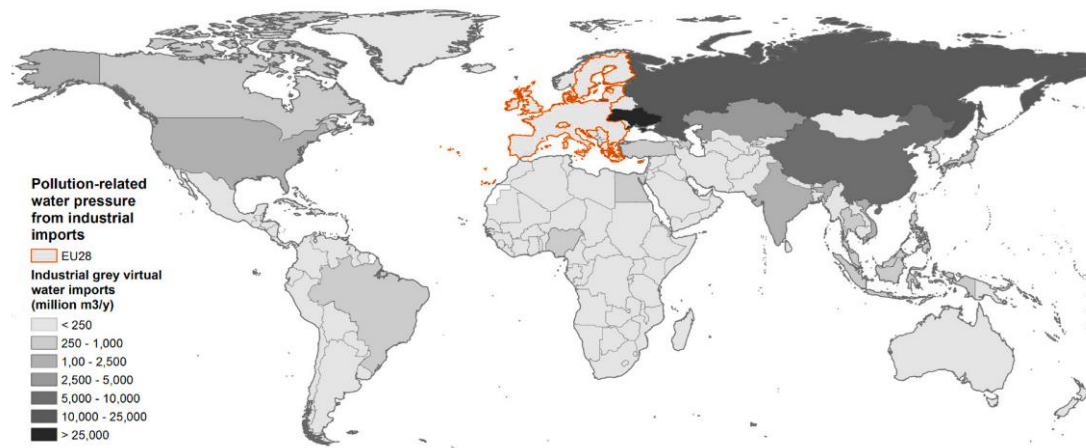 Pollution-related
water pressure
from industrial
imports
EU28
Industrial grey virtual
water imports
(million m3/y)
< 250
250 - 1,000
1,00 - 2,500
2,500 - 5,000
5,000 - 10,000
10,000 - 25,000
> 25,000